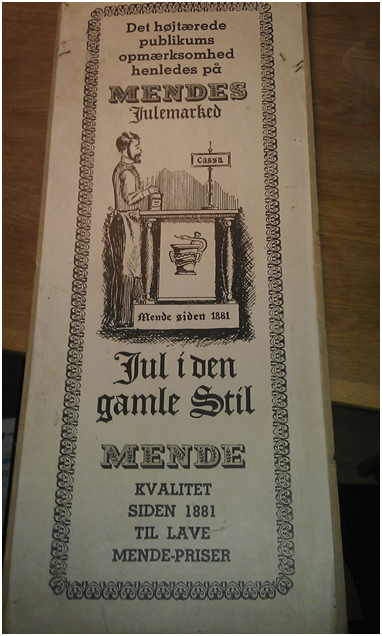 Det højtærede
publikums
opmærksomhed
henledes på
MENDES
Julemarked
Cassa
Mende siden 1881
Jul i den
gamle Stil
MENDE
KVALITET
SIDEN 1881
TIL LAVE
MENDE-PRISER